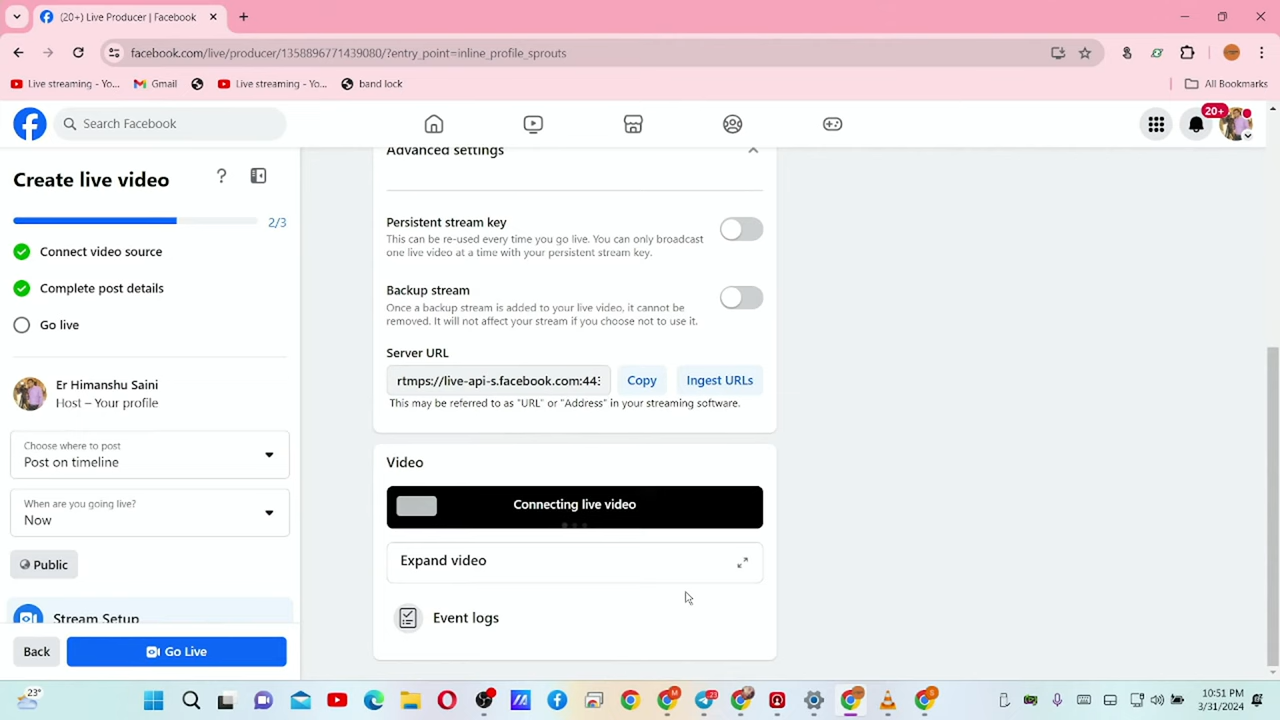 (20+) Live Producer | Facebook
facebook.com/live/producer/1358896771439080/?entry_point=inline_profile_sprouts
Live streaming - Yo...
Gmail
Live streaming - Yo...
band lock
All Bookmarks
Search Facebook
20+
Create live video
?
2/3
Connect video source
Complete post details
Go live
Er Himanshu Saini
Host – Your profile
Choose where to post
Post on timeline
When are you going live?
Now
Public
Stream Setup
Back
Go Live
Advanced settings
Persistent stream key
This can be re-used every time you go live. You can only broadcast
one live video at a time with your persistent stream key.
Backup stream
Once a backup stream is added to your live video, it cannot be
removed. It will not affect your stream if you choose not to use it.
Server URL
rtmps://live-api-s.facebook.com:443
Copy
Ingest URLs
This may be referred to as "URL" or "Address" in your streaming software.
Video
Connecting live video
Expand video
Event logs
23°
10:51 PM
3/31/2024